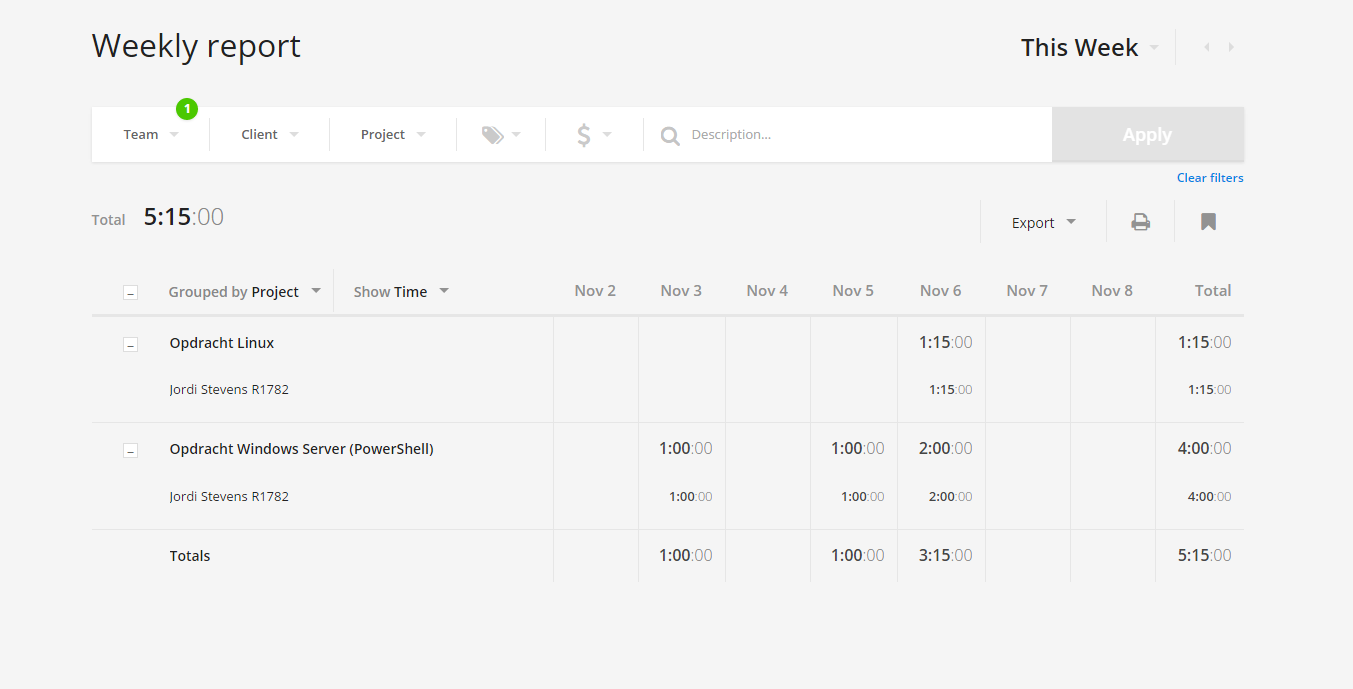 Weekly report
This Week
1
Team Client Project $ Description... Apply
Clear filters
Total 5:15:00
Export
Grouped by Project Show Time Nov 2 Nov 3 Nov 4 Nov 5 Nov 6 Nov 7 Nov 8 Total
Opdracht Linux 1:15:00 1:15:00
Jordi Stevens R1782 1:15:00 1:15:00
Opdracht Windows Server (PowerShell) 1:00:00 1:00:00 2:00:00 4:00:00
Jordi Stevens R1782 1:00:00 1:00:00 2:00:00 4:00:00
Totals 1:00:00 1:00:00 3:15:00 5:15:00